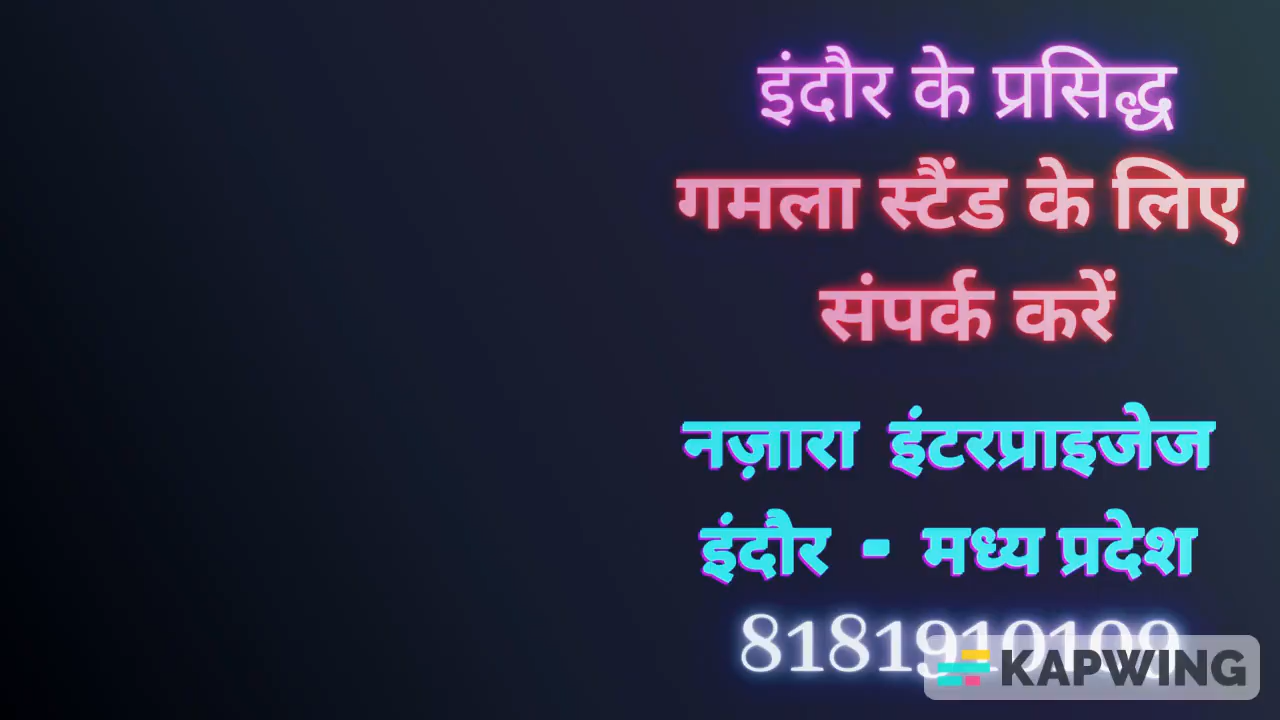 इंदौर के प्रसिद्ध
गमला स्टैंड के लिए
संपर्क करें
नज़ारा इंटरप्राइजेज
इंदौर - मध्य प्रदेश
8181910109
KAPWING